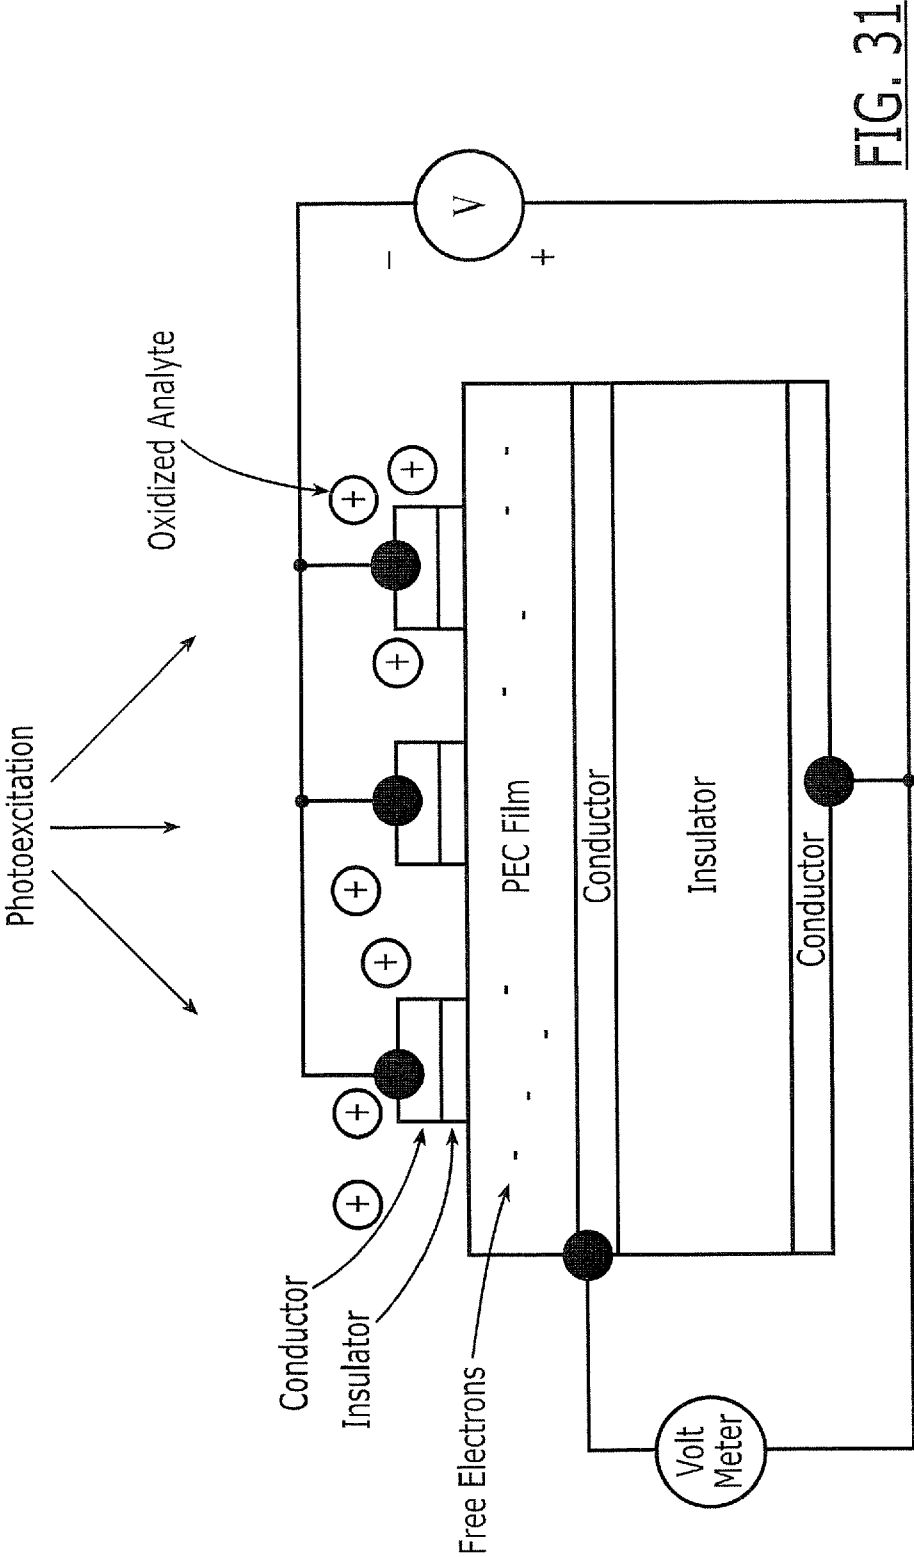 Photoexcitation
Oxidized Analyte
Conductor
Insulator
+ + + + + + +
−
V
+
Free Electrons
- - - - - - - -
PEC Film
Conductor
Insulator
Volt
Meter
Conductor
FIG. 31